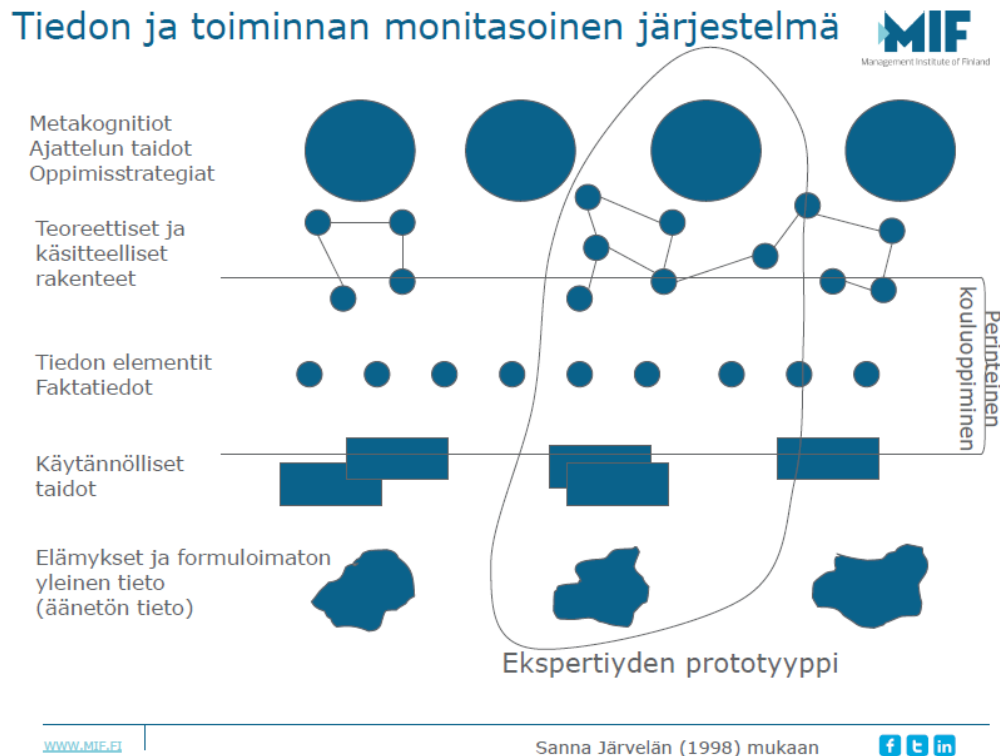 Tiedon ja toiminnan monitasoinen järjestelmä
MIF
Management Institute of Finland
Metakognitiot
Ajattelun taidot
Oppimisstrategiat
Teoreettiset ja
käsitteelliset
rakenteet
Perinteinen
kouluoppiminen
Tiedon elementit
Faktatiedot
Käytännölliset
taidot
Elämykset ja formuloimaton
yleinen tieto
(äänetön tieto)
Ekspertiyden prototyyppi
WWW.MIF.FI
Sanna Järvelän (1998) mukaan
f t in